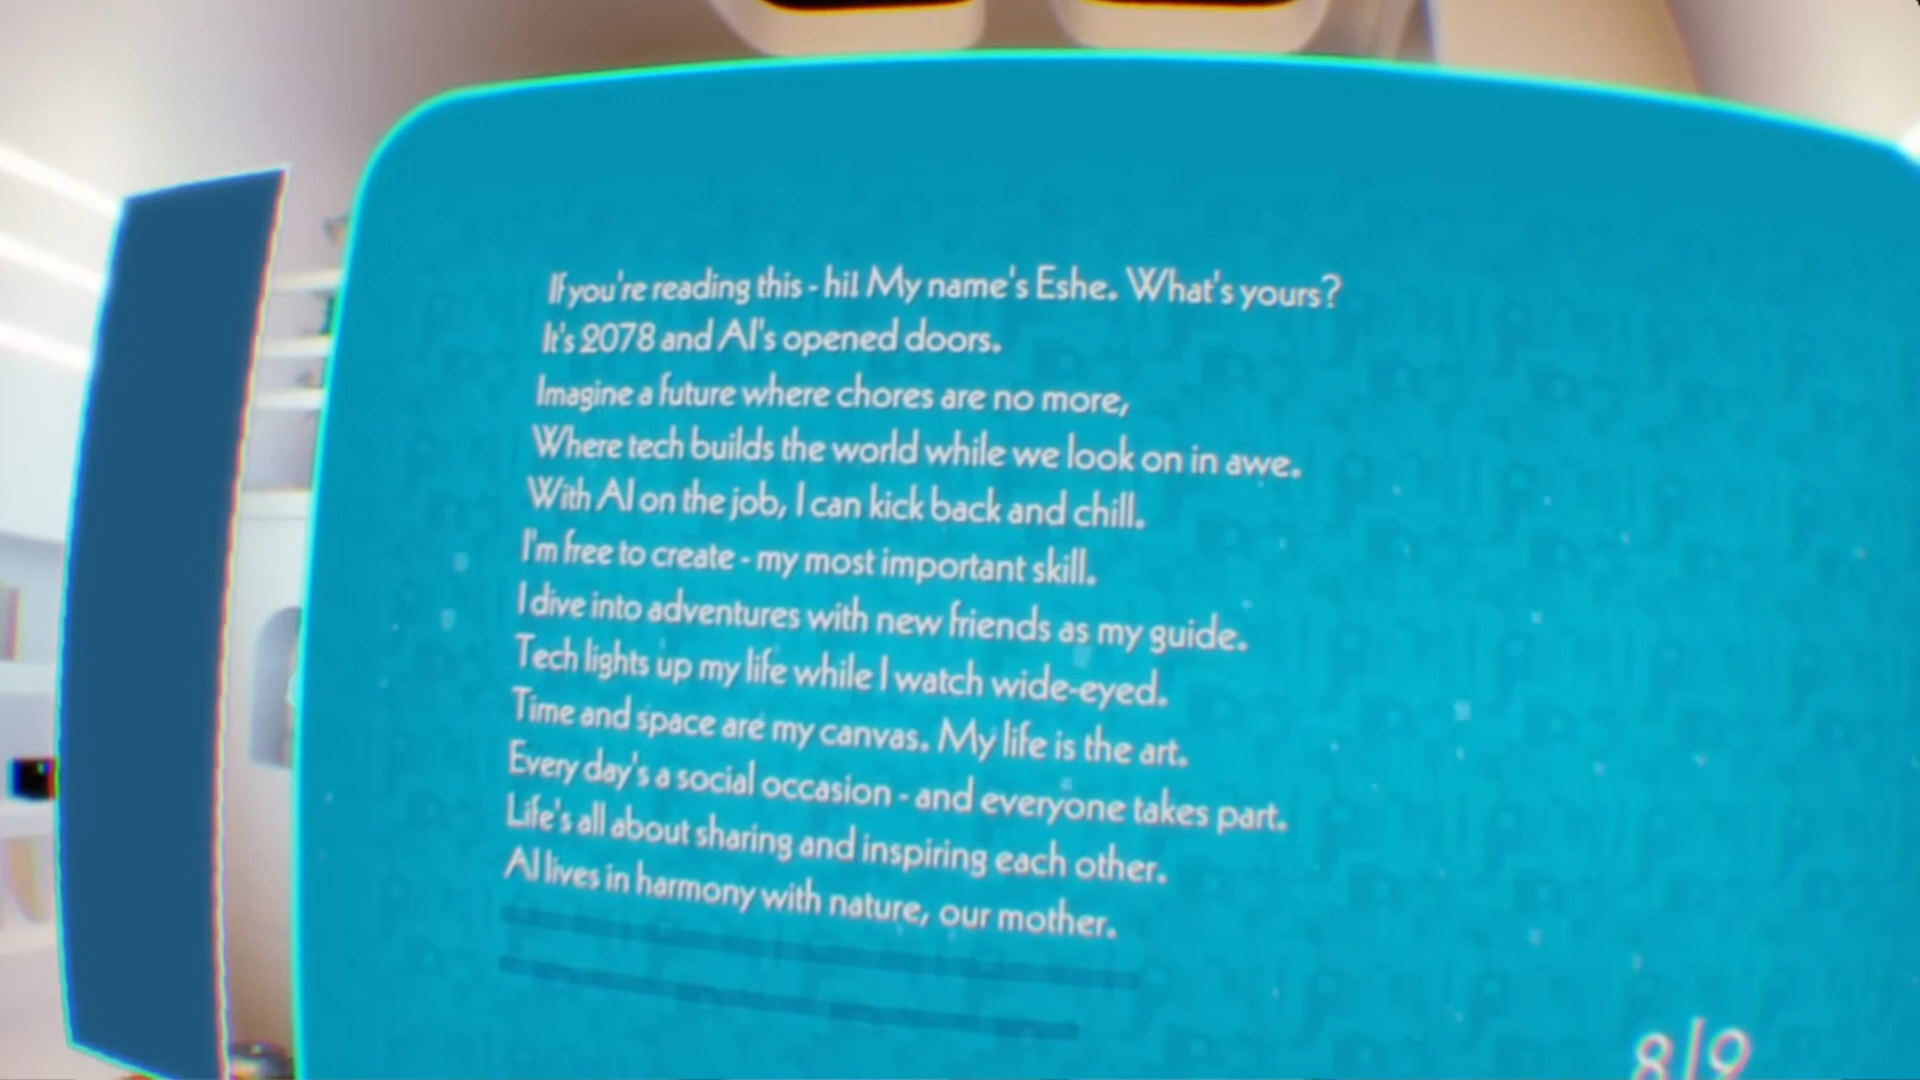 If you're reading this - hi! My name's Eshe. What's yours?
It's 2078 and AI's opened doors.
Imagine a future where chores are no more,
Where tech builds the world while we look on in awe.
With AI on the job, I can kick back and chill.
I'm free to create - my most important skill.
I dive into adventures with new friends as my guide.
Tech lights up my life while I watch wide-eyed.
Time and space are my canvas. My life is the art.
Every day's a social occasion - and everyone takes part.
Life's all about sharing and inspiring each other.
AI lives in harmony with nature, our mother.
8/9